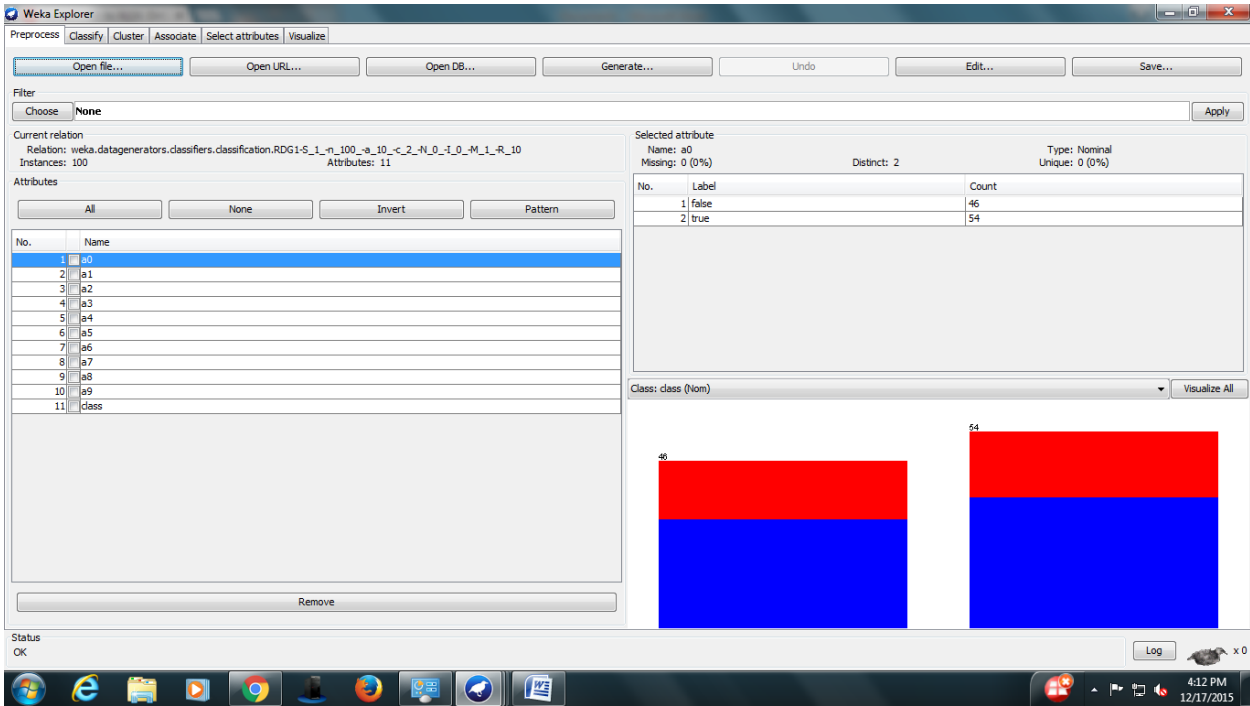 Weka Explorer
Preprocess Classify Cluster Associate Select attributes Visualize
Open file... Open URL... Open DB... Generate... Undo Edit... Save...
Filter
Choose None Apply
Current relation
Relation: weka.datagenerators.classifiers.classification.RDG1-S_1_-n_100_-a_10_-c_2_-N_0_-I_0_-M_1_-R_10
Instances: 100 Attributes: 11
Attributes
All None Invert Pattern
No. Name
1 a0
2 a1
3 a2
4 a3
5 a4
6 a5
7 a6
8 a7
9 a8
10 a9
11 class
Remove
Selected attribute
Name: a0 Type: Nominal
Missing: 0 (0%) Distinct: 2 Unique: 0 (0%)
No. Label Count
1 false 46
2 true 54
Class: class (Nom) Visualize All
54
46
Status
OK
Log x 0
4:12 PM
12/17/2015